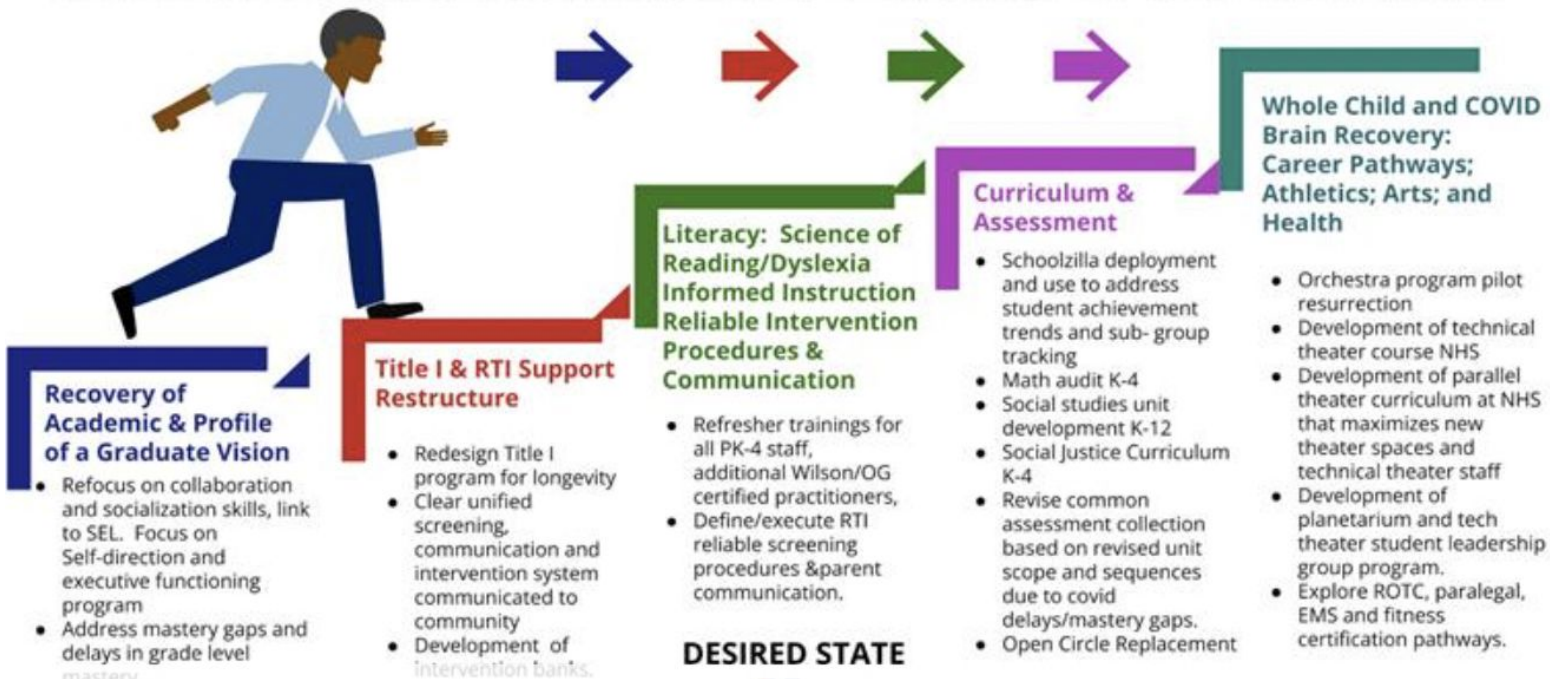 Recovery of
Academic & Profile
of a Graduate Vision
● Refocus on collaboration
and socialization skills, link
to SEL. Focus on
Self-direction and
executive functioning
program
● Address mastery gaps and
delays in grade level
mastery
Title I & RTI Support
Restructure
● Redesign Title I
program for longevity
● Clear unified
screening,
communication and
intervention system
communicated to
community
● Development of
intervention banks.
Literacy: Science of
Reading/Dyslexia
Informed Instruction
Reliable Intervention
Procedures &
Communication
● Refresher trainings for
all PK-4 staff,
additional Wilson/OG
certified practitioners,
● Define/execute RTI
reliable screening
procedures &parent
communication.
DESIRED STATE
Curriculum &
Assessment
● Schoolzilla deployment
and use to address
student achievement
trends and sub- group
tracking
● Math audit K-4
● Social studies unit
development K-12
● Social Justice Curriculum
K-4
● Revise common
assessment collection
based on revised unit
scope and sequences
due to covid
delays/mastery gaps.
● Open Circle Replacement
Whole Child and COVID
Brain Recovery:
Career Pathways;
Athletics; Arts; and
Health
● Orchestra program pilot
resurrection
● Development of technical
theater course NHS
● Development of parallel
theater curriculum at NHS
that maximizes new
theater spaces and
technical theater staff
● Development of
planetarium and tech
theater student leadership
group program.
● Explore ROTC, paralegal,
EMS and fitness
certification pathways.